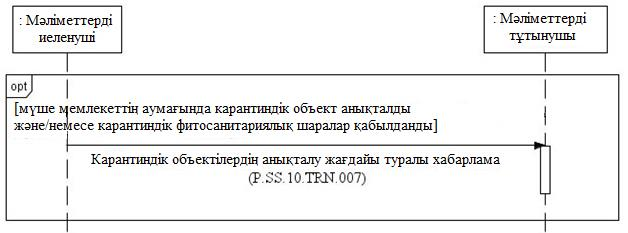 : Мәліметтерді
иеленуші
: Мәліметтерді
тұтынушы
opt
[мүше мемлекеттің аумағында карантиндік объект анықталды
және/немесе карантиндік фитосанитариялық шаралар қабылданды]
Карантиндік объектілердің анықталу жағдайы туралы хабарлама
(P.SS.10.TRN.007)